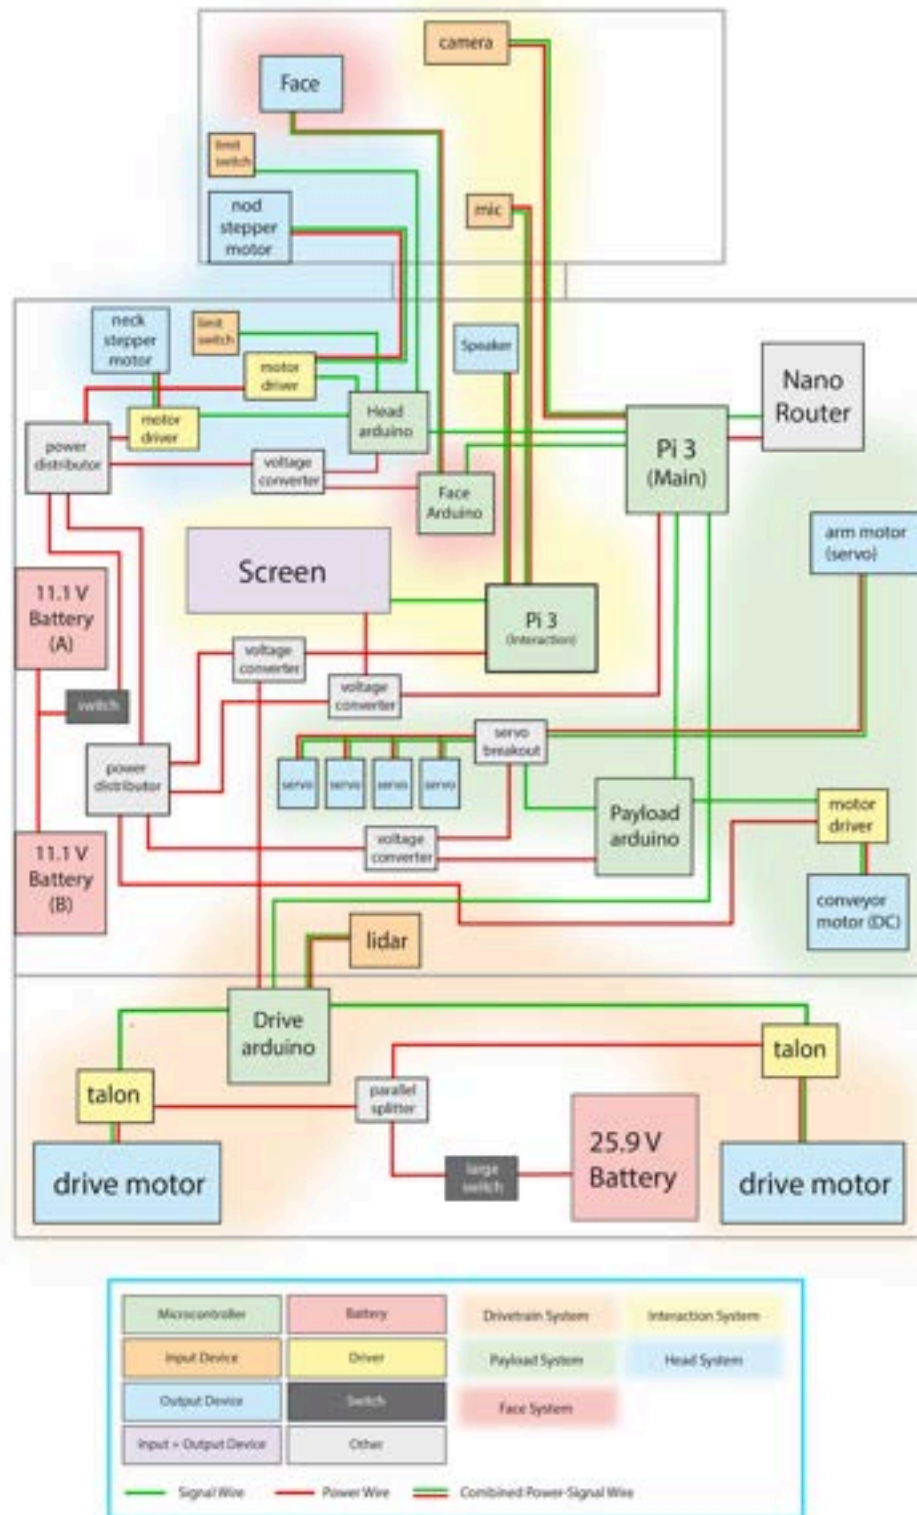 camera
Face
limit
switch
mic
nod
stepper
motor
neck
stepper
motor
limit
switch
Speaker
motor
driver
Nano
Router
Head
arduino
motor
driver
power
distributor
Pi 3
(Main)
voltage
converter
Face
Arduino
arm motor
(servo)
Screen
11.1 V
Battery
(A)
Pi 3
(Interaction)
voltage
converter
voltage
converter
switch
servo
breakout
power
distributor
servo
servo
servo
servo
Payload
arduino
motor
driver
voltage
converter
11.1 V
Battery
(B)
conveyor
motor (DC)
lidar
Drive
arduino
talon
talon
parallel
splitter
25.9 V
Battery
large
switch
drive motor
drive motor
Microcontroller
Battery
Drivetrain System
Interaction System
Input Device
Driver
Payload System
Head System
Output Device
Switch
Face System
Input + Output Device
Other
Signal Wire
Power Wire
Combined Power-Signal Wire